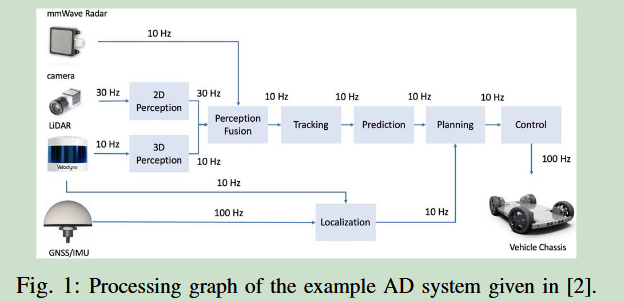 mmWave Radar
10 Hz
camera
30 Hz
2D
Perception
30 Hz
10 Hz
10 Hz
10 Hz
10 Hz
LiDAR
Perception
Fusion
Tracking
Prediction
Planning
Control
10 Hz
3D
Perception
10 Hz
100 Hz
Velodyne
10 Hz
100 Hz
Localization
10 Hz
GNSS/IMU
Vehicle Chassis
Fig. 1: Processing graph of the example AD system given in [2].